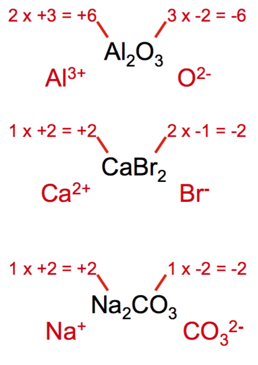 2 x +3 = +6 3 x -2 = -6
Al₂O₃
Al³⁺ O²⁻
1 x +2 = +2 2 x -1 = -2
CaBr₂
Ca²⁺ Br⁻
1 x +2 = +2 1 x -2 = -2
Na₂CO₃
Na⁺ CO₃²⁻